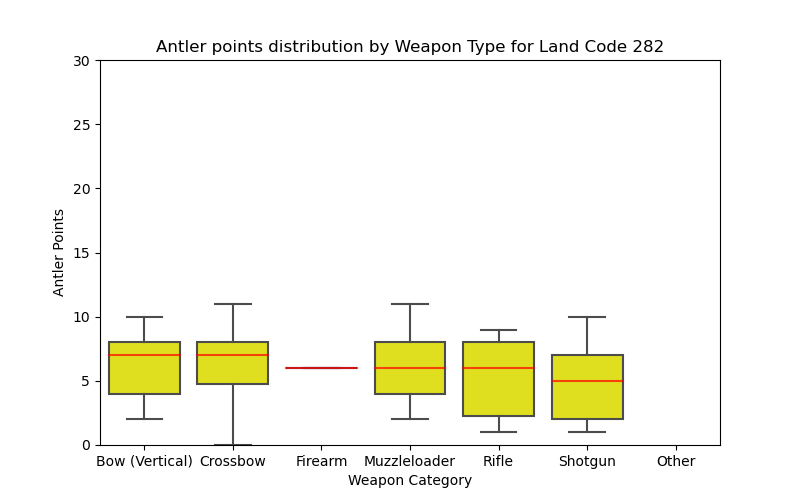 Antler points distribution by Weapon Type for Land Code 282
30
25
20
15
10
5
0
Antler Points
Bow (Vertical) Crossbow Firearm Muzzleloader Rifle Shotgun Other
Weapon Category